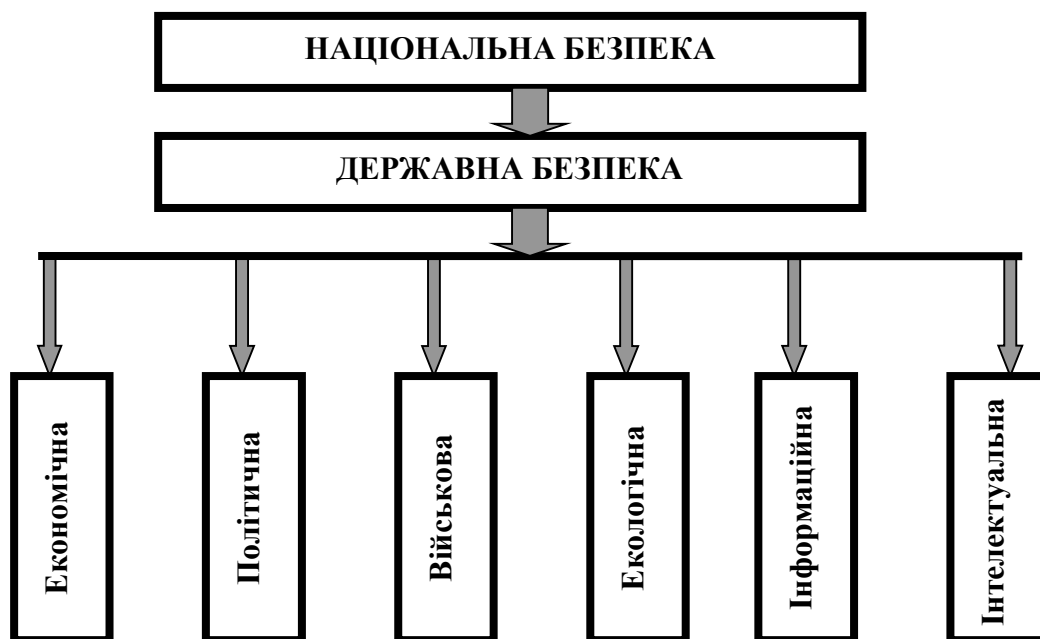 НАЦІОНАЛЬНА БЕЗПЕКА
ДЕРЖАВНА БЕЗПЕКА
Економічна
Політична
Військова
Екологічна
Інформаційна
Інтелектуальна